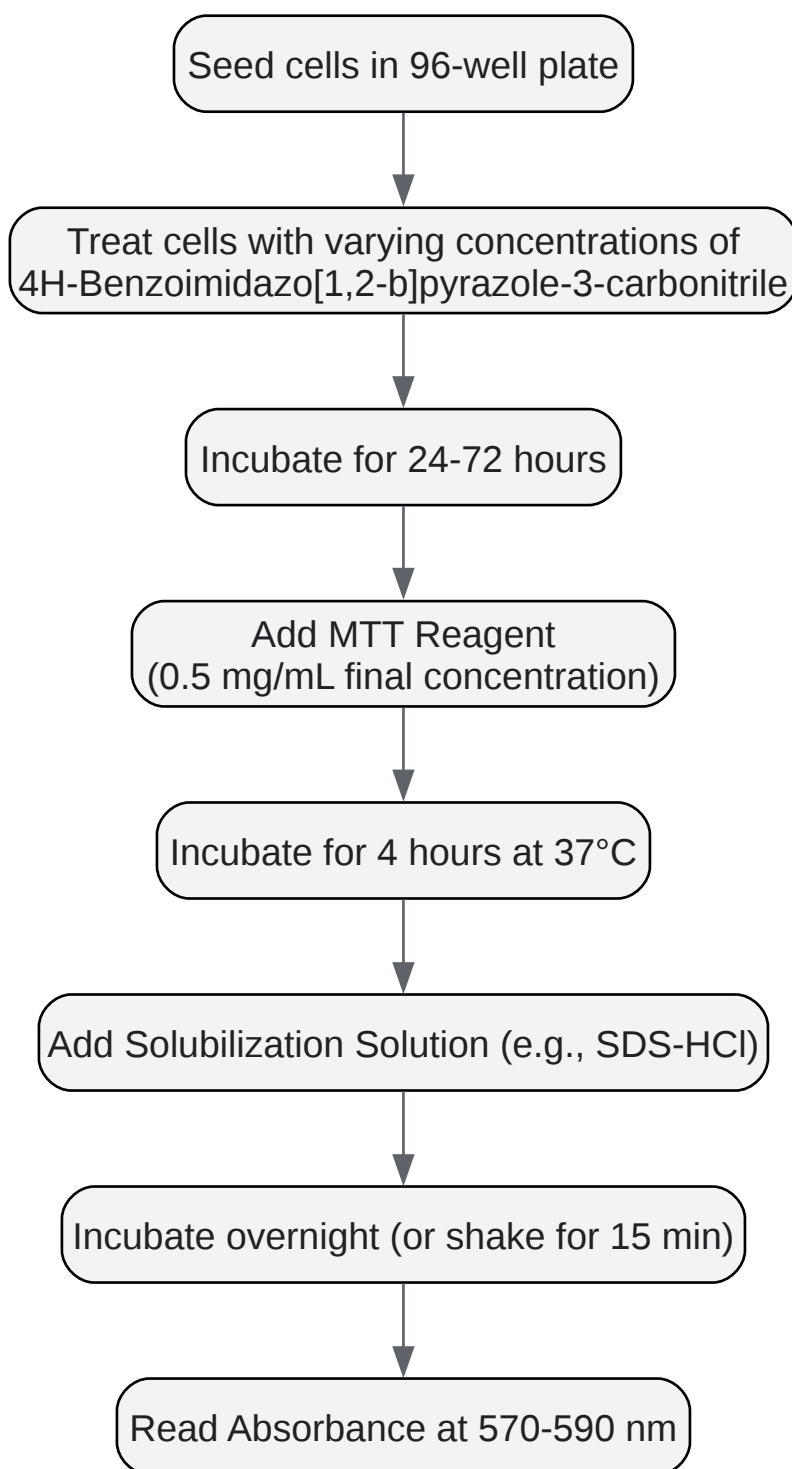 Seed cells in 96-well plate
Treat cells with varying concentrations of
4H-Benzoimidazo[1,2-b]pyrazole-3-carbonitrile
Incubate for 24-72 hours
Add MTT Reagent
(0.5 mg/mL final concentration)
Incubate for 4 hours at 37°C
Add Solubilization Solution (e.g., SDS-HCl)
Incubate overnight (or shake for 15 min)
Read Absorbance at 570-590 nm